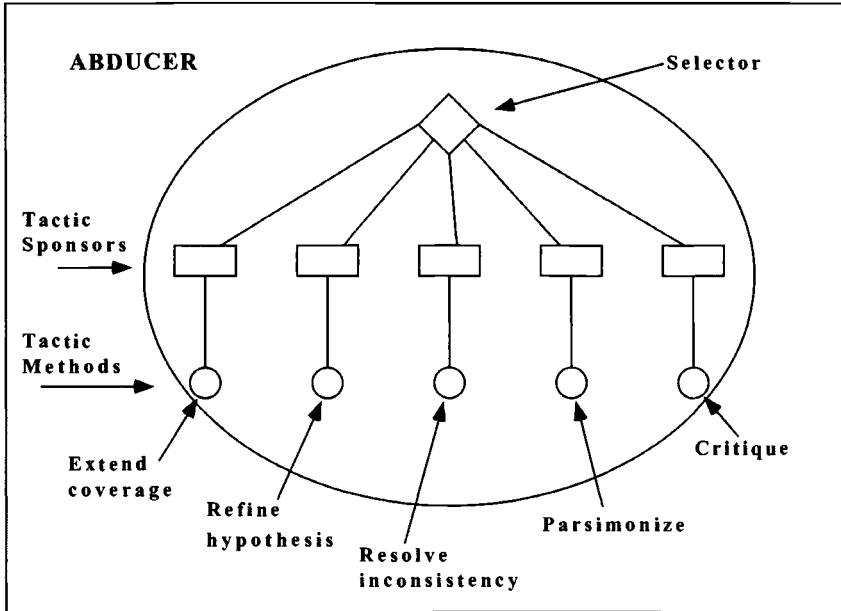 ABDUCER
Selector
Tactic
Sponsors
Tactic
Methods
Extend
coverage
Refine
hypothesis
Resolve
inconsistency
Parsimonize
Critique